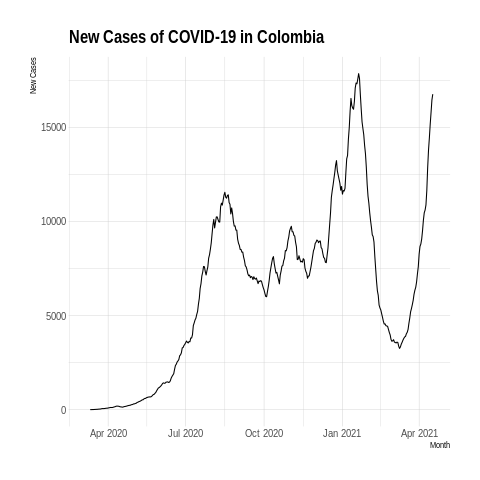 New Cases of COVID-19 in Colombia
New Cases
15000
10000
5000
0
Apr 2020 Jul 2020 Oct 2020 Jan 2021 Apr 2021
Month